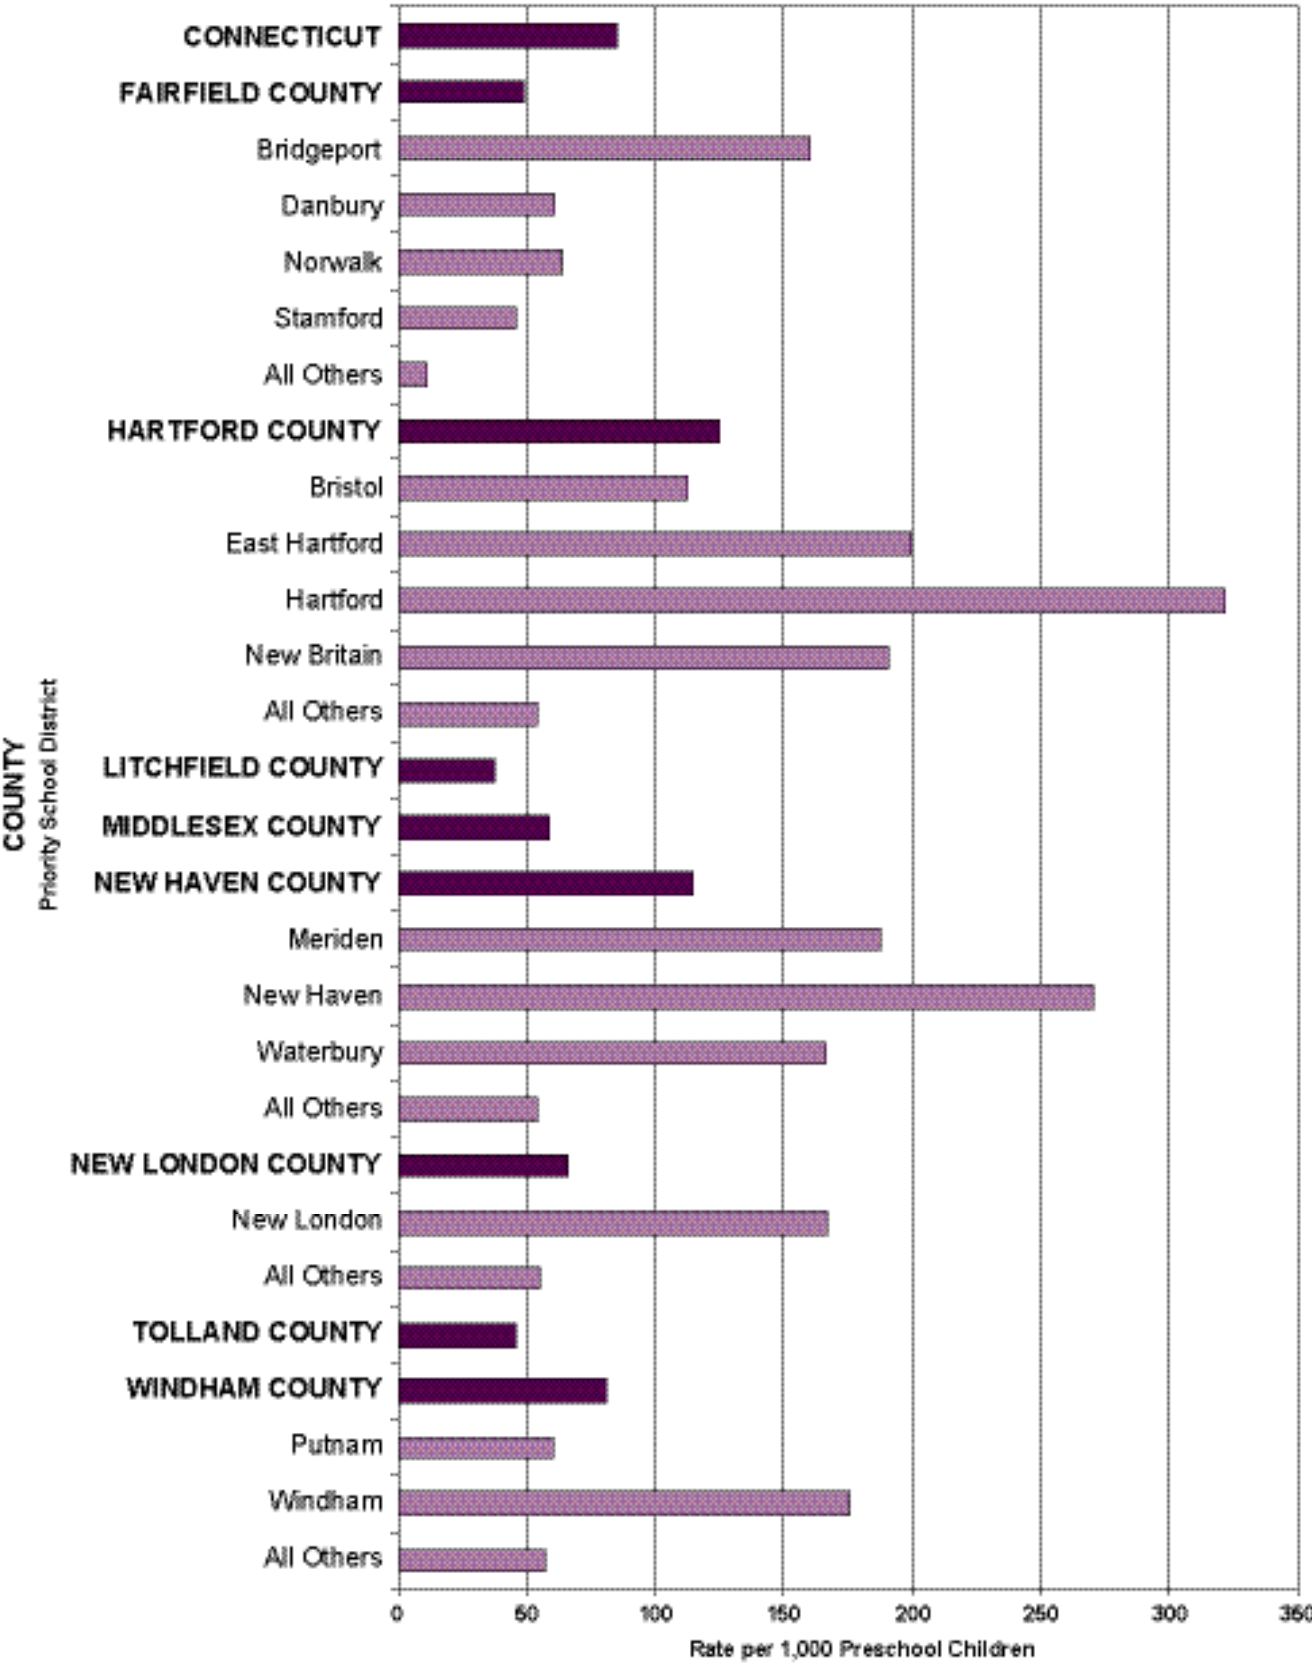 CONNECTICUT
FAIRFIELD COUNTY
Bridgeport
Danbury
Norwalk
Stamford
All Others
HARTFORD COUNTY
Bristol
East Hartford
Hartford
New Britain
All Others
LITCHFIELD COUNTY
MIDDLESEX COUNTY
NEW HAVEN COUNTY
Meriden
New Haven
Waterbury
All Others
NEW LONDON COUNTY
New London
All Others
TOLLAND COUNTY
WINDHAM COUNTY
Putnam
Windham
All Others
COUNTY
Priority School District
0 50 100 150 200 250 300 350
Rate per 1,000 Preschool Children